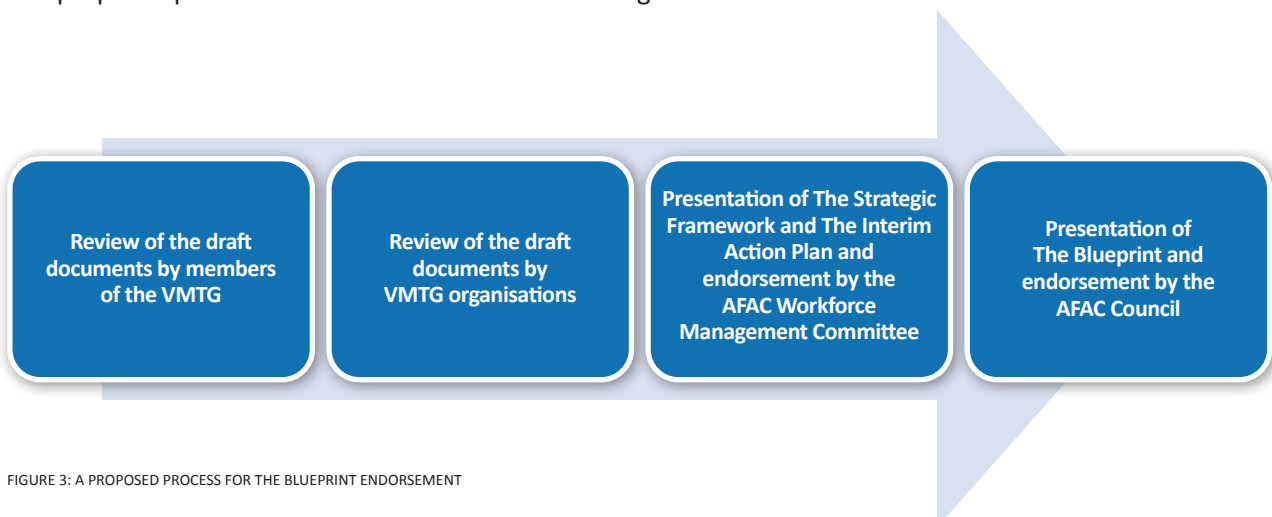 Review of the draft
documents by members
of the VMTG
Review of the draft
documents by
VMTG organisations
Presentation of The Strategic
Framework and The Interim
Action Plan and
endorsement by the
AFAC Workforce
Management Committee
Presentation of
The Blueprint and
endorsement by the
AFAC Council
FIGURE 3: A PROPOSED PROCESS FOR THE BLUEPRINT ENDORSEMENT